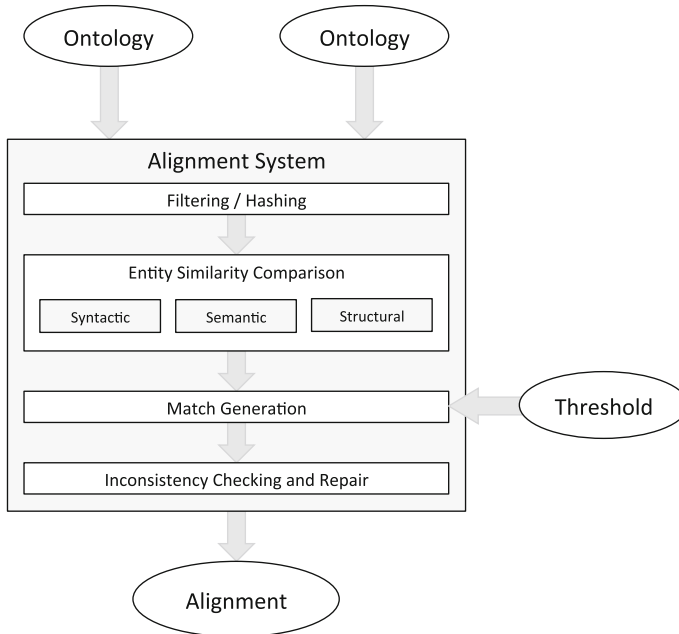 Ontology
Ontology
Alignment System
Filtering / Hashing
Entity Similarity Comparison
Syntactic
Semantic
Structural
Match Generation
Threshold
Inconsistency Checking and Repair
Alignment